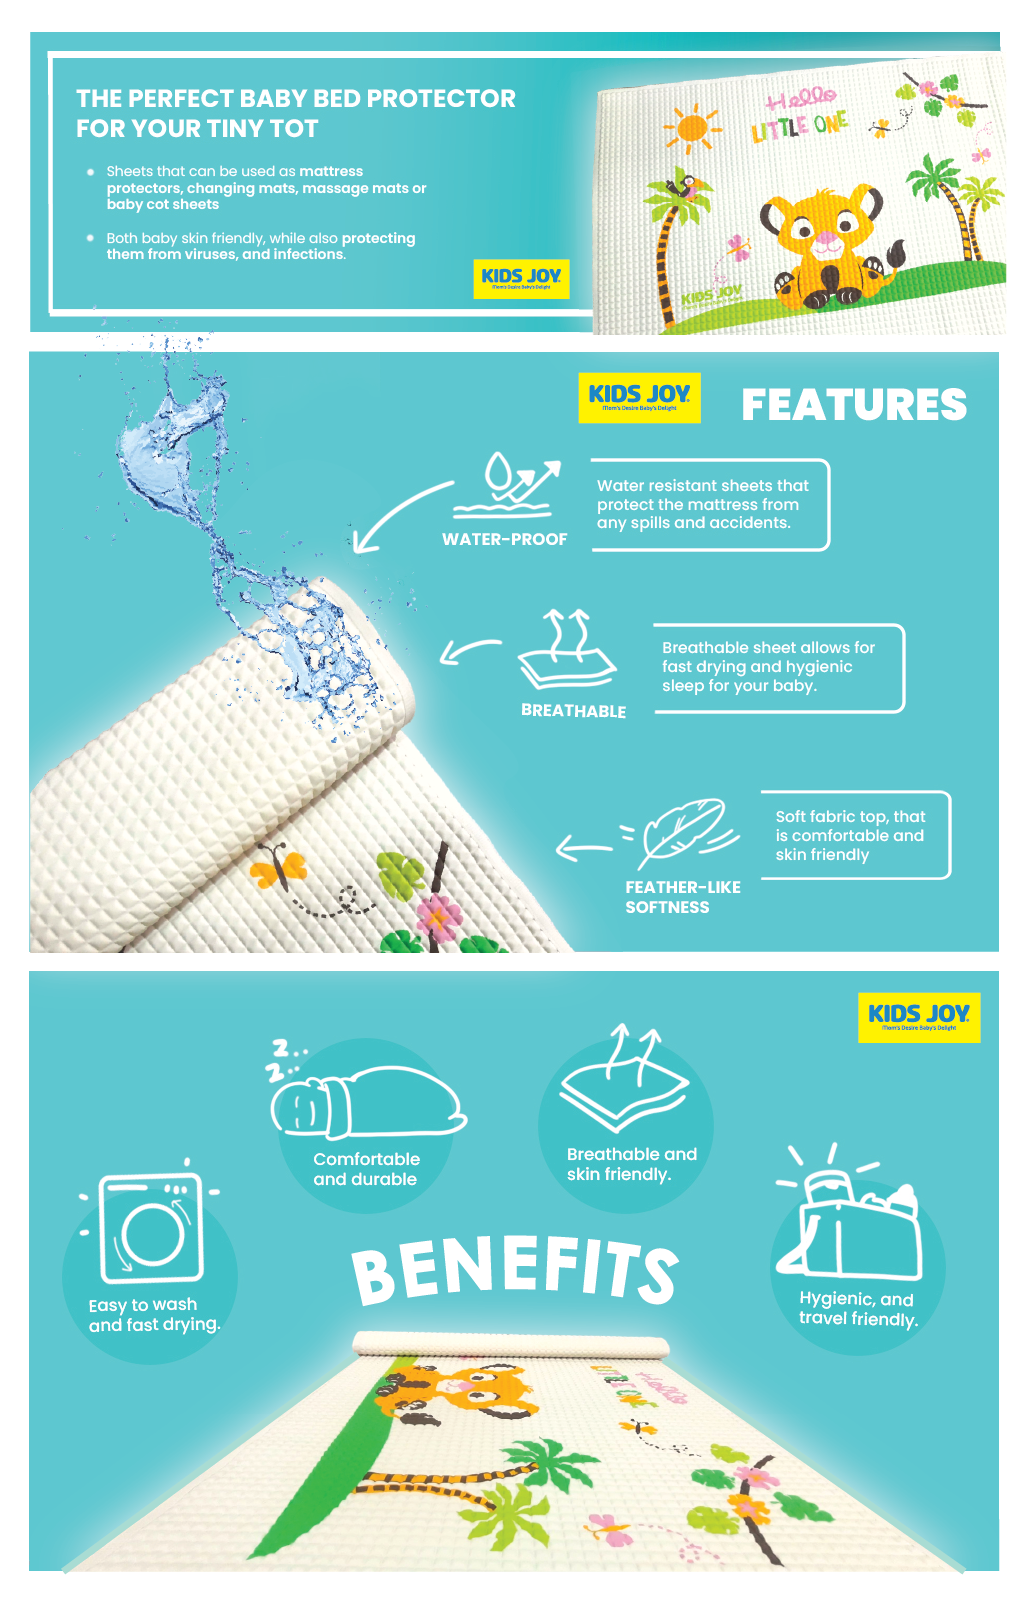 THE PERFECT BABY BED PROTECTOR
FOR YOUR TINY TOT
Sheets that can be used as mattress
protectors, changing mats, massage mats or
baby cot sheets
Both baby skin friendly, while also protecting
them from viruses, and infections.
KIDS JOY.
Mom's Desire Baby's Delight
Hello
LITTLE ONE
KIDS JOY
KIDS JOY.
Mom's Desire Baby's Delight
FEATURES
WATER-PROOF
Water resistant sheets that
protect the mattress from
any spills and accidents.
BREATHABLE
Breathable sheet allows for
fast drying and hygienic
sleep for your baby.
FEATHER-LIKE
SOFTNESS
Soft fabric top, that
is comfortable and
skin friendly
KIDS JOY.
Mom's Desire Baby's Delight
z..
z..
Comfortable
and durable
Breathable and
skin friendly.
Easy to wash
and fast drying.
Hygienic, and
travel friendly.
BENEFITS
Hello
LITTLE ONE